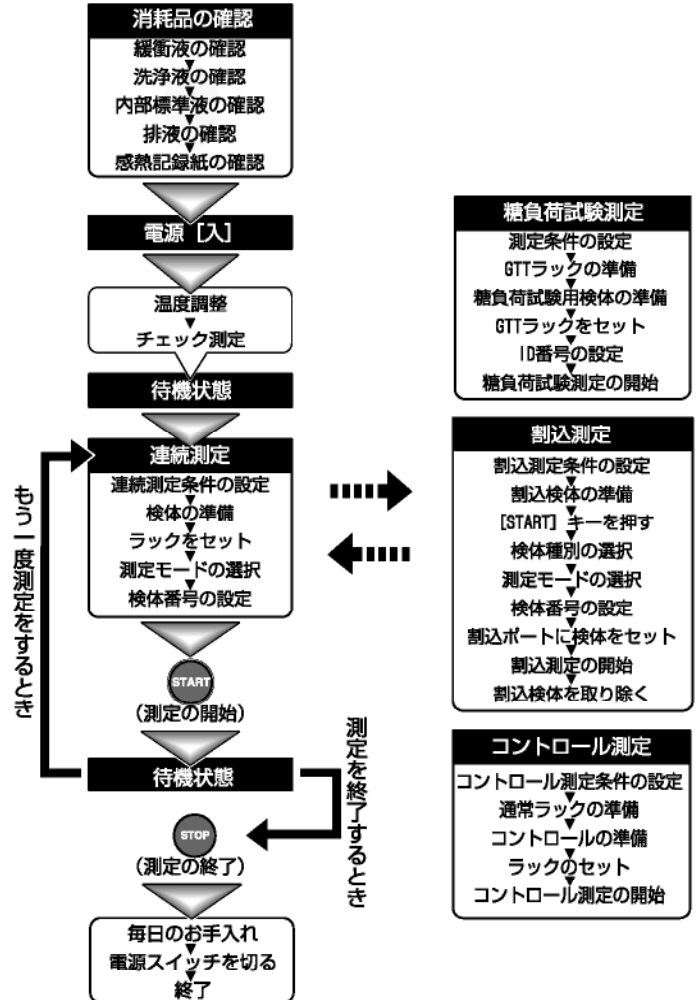 消耗品の確認
緩衝液の確認
洗浄液の確認
内部標準液の確認
排液の確認
感熱記録紙の確認
電源［入］
温度調整
チェック測定
待機状態
連続測定
連続測定条件の設定
検体の準備
ラックをセット
測定モードの選択
検体番号の設定
START
(測定の開始)
待機状態
もう一度測定をするとき
測定を終了するとき
STOP
(測定の終了)
毎日のお手入れ
電源スイッチを切る
終了
糖負荷試験測定
測定条件の設定
GTTラックの準備
糖負荷試験用検体の準備
GTTラックをセット
ID番号の設定
糖負荷試験測定の開始
割込測定
割込測定条件の設定
割込検体の準備
［START］キーを押す
検体種別の選択
測定モードの選択
検体番号の設定
割込ポートに検体をセット
割込測定の開始
割込検体を取り除く
コントロール測定
コントロール測定条件の設定
通常ラックの準備
コントロールの準備
ラックのセット
コントロール測定の開始